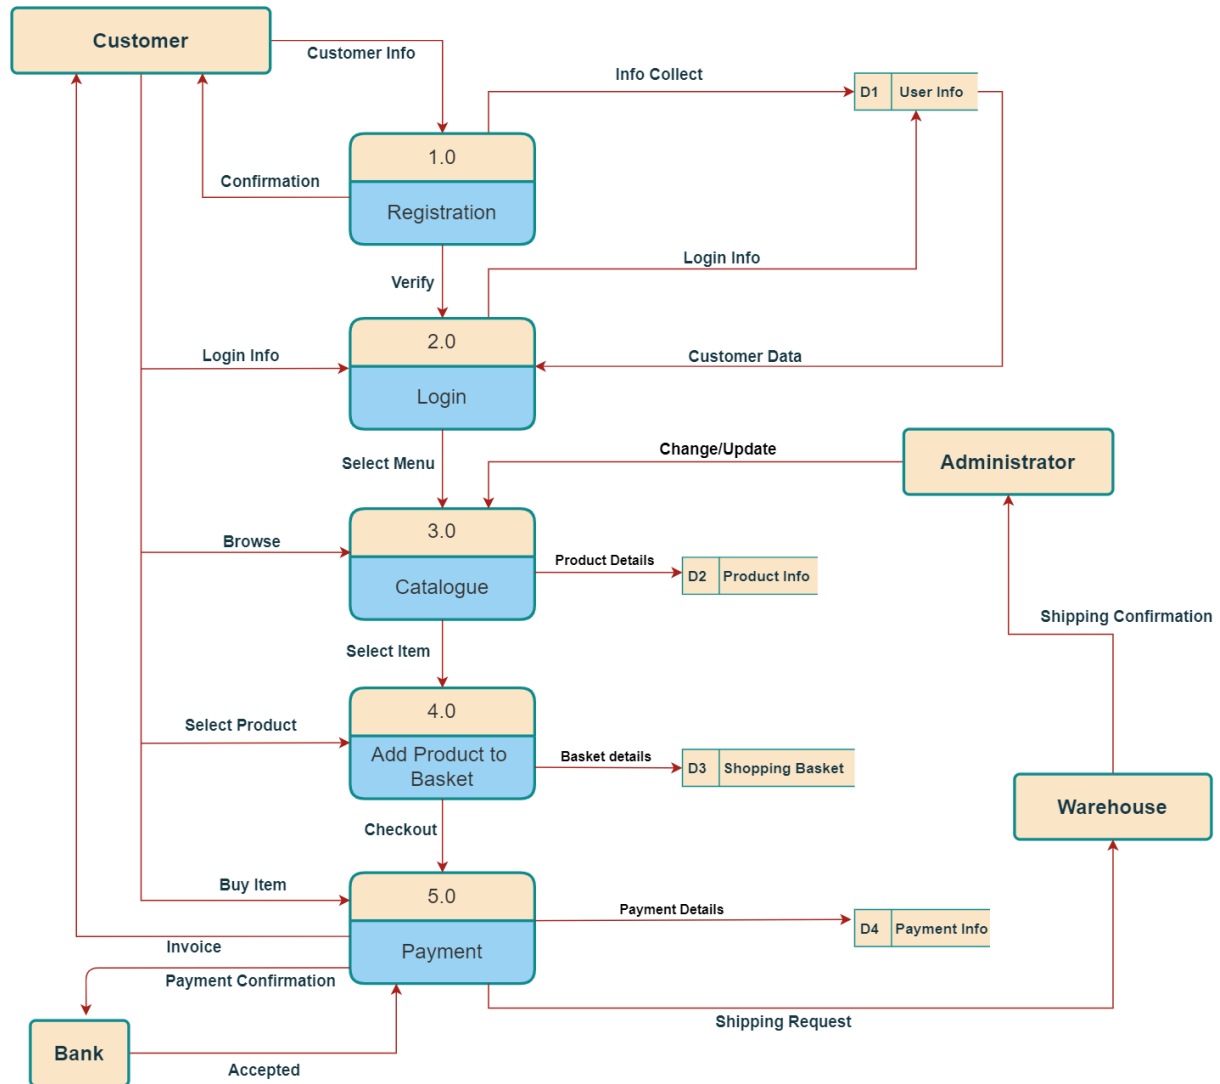 Customer
Customer Info
Info Collect
D1 User Info
1.0
Confirmation
Registration
Login Info
Verify
2.0
Login Info
Customer Data
Login
Change/Update
Administrator
Select Menu
3.0
Browse
Product Details
D2 Product Info
Catalogue
Shipping Confirmation
Select Item
4.0
Select Product
Add Product to
Basket
Basket details
D3 Shopping Basket
Warehouse
Checkout
Buy Item
5.0
Payment Details
D4 Payment Info
Invoice
Payment
Payment Confirmation
Shipping Request
Bank
Accepted